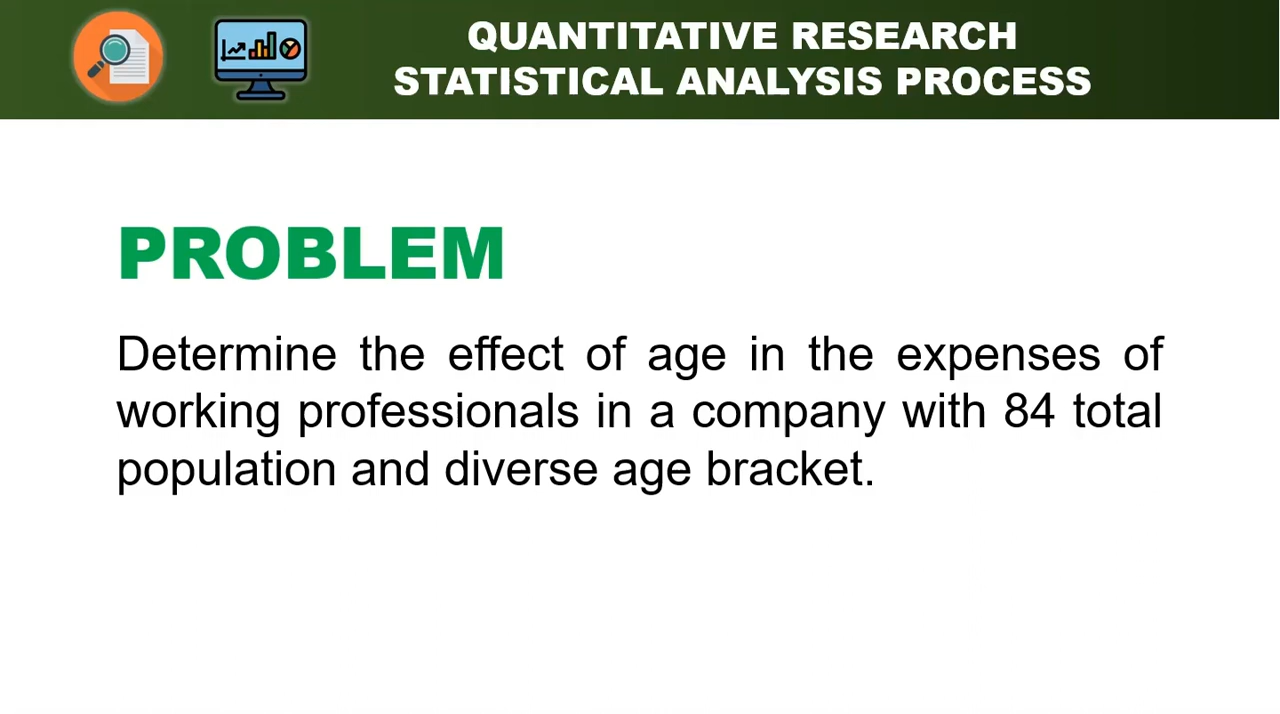 QUANTITATIVE RESEARCH
STATISTICAL ANALYSIS PROCESS
PROBLEM
Determine the effect of age in the expenses of
working professionals in a company with 84 total
population and diverse age bracket.